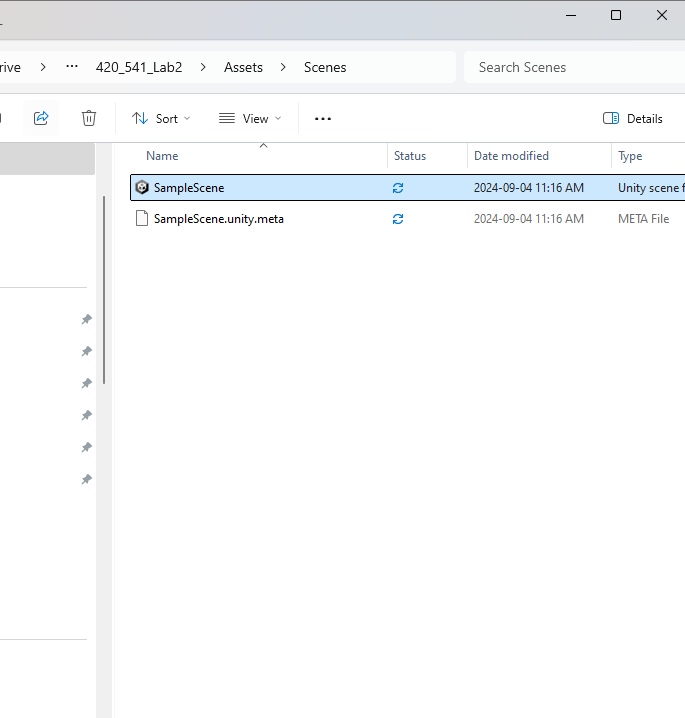 rive > ... 420_541_Lab2 > Assets > Scenes
Search Scenes
Sort
View
...
Details
Name Status Date modified Type
SampleScene 2024-09-04 11:16 AM Unity scene f
SampleScene.unity.meta 2024-09-04 11:16 AM META File